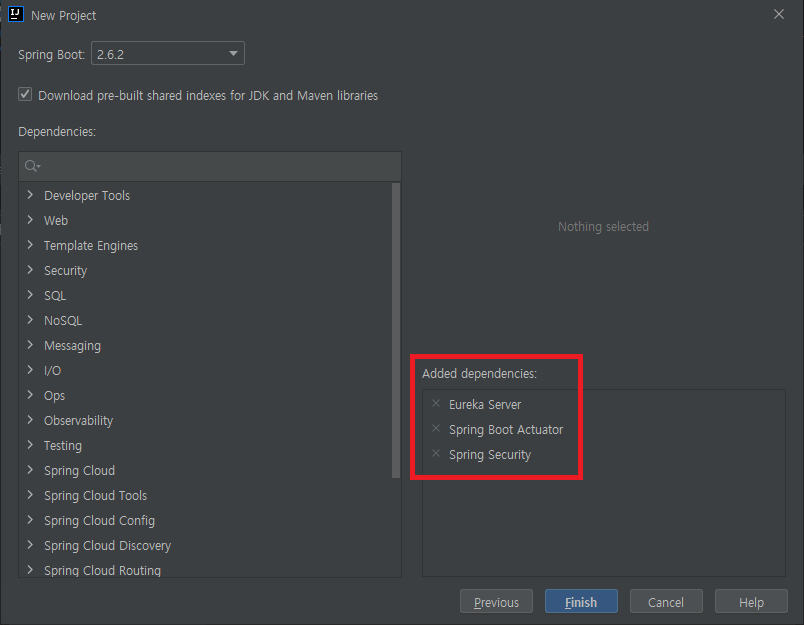 IJ
New Project
Spring Boot: 2.6.2
Download pre-built shared indexes for JDK and Maven libraries
Dependencies:
Developer Tools
Web
Template Engines
Security
SQL
NoSQL
Messaging
I/O
Ops
Observability
Testing
Spring Cloud
Spring Cloud Tools
Spring Cloud Config
Spring Cloud Discovery
Spring Cloud Routing
Nothing selected
Added dependencies:
Eureka Server
Spring Boot Actuator
Spring Security
Previous
Finish
Cancel
Help